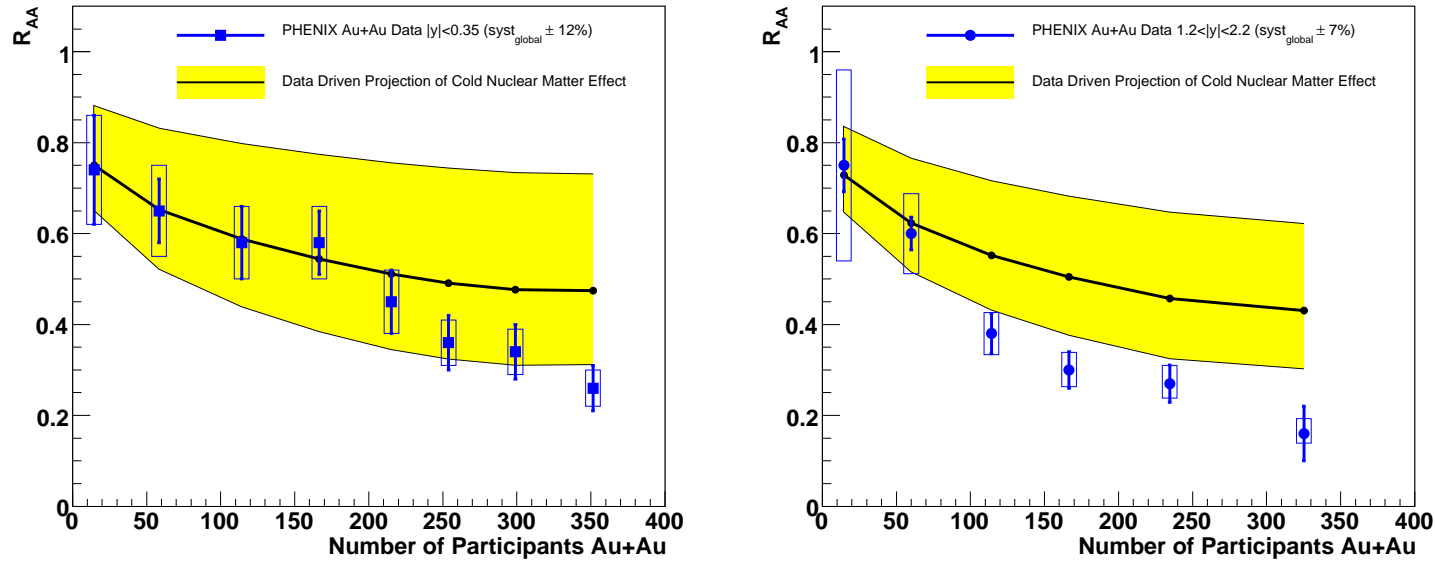 R_AA
1
0.8
0.6
0.4
0.2
0
PHENIX Au+Au Data |y|<0.35 (syst_global ± 12%)
Data Driven Projection of Cold Nuclear Matter Effect
0 50 100 150 200 250 300 350 400
Number of Participants Au+Au
R_AA
1
0.8
0.6
0.4
0.2
0
PHENIX Au+Au Data 1.2<|y|<2.2 (syst_global ± 7%)
Data Driven Projection of Cold Nuclear Matter Effect
0 50 100 150 200 250 300 350 400
Number of Participants Au+Au